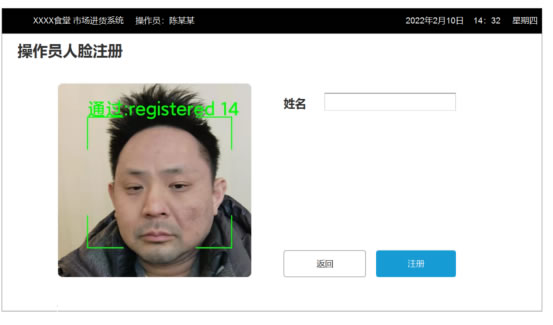 XXXX食堂 市场进货系统 操作员：陈某某 2022年2月10日 14：32 星期四
操作员人脸注册
通过:registered 14
姓名
返回 注册